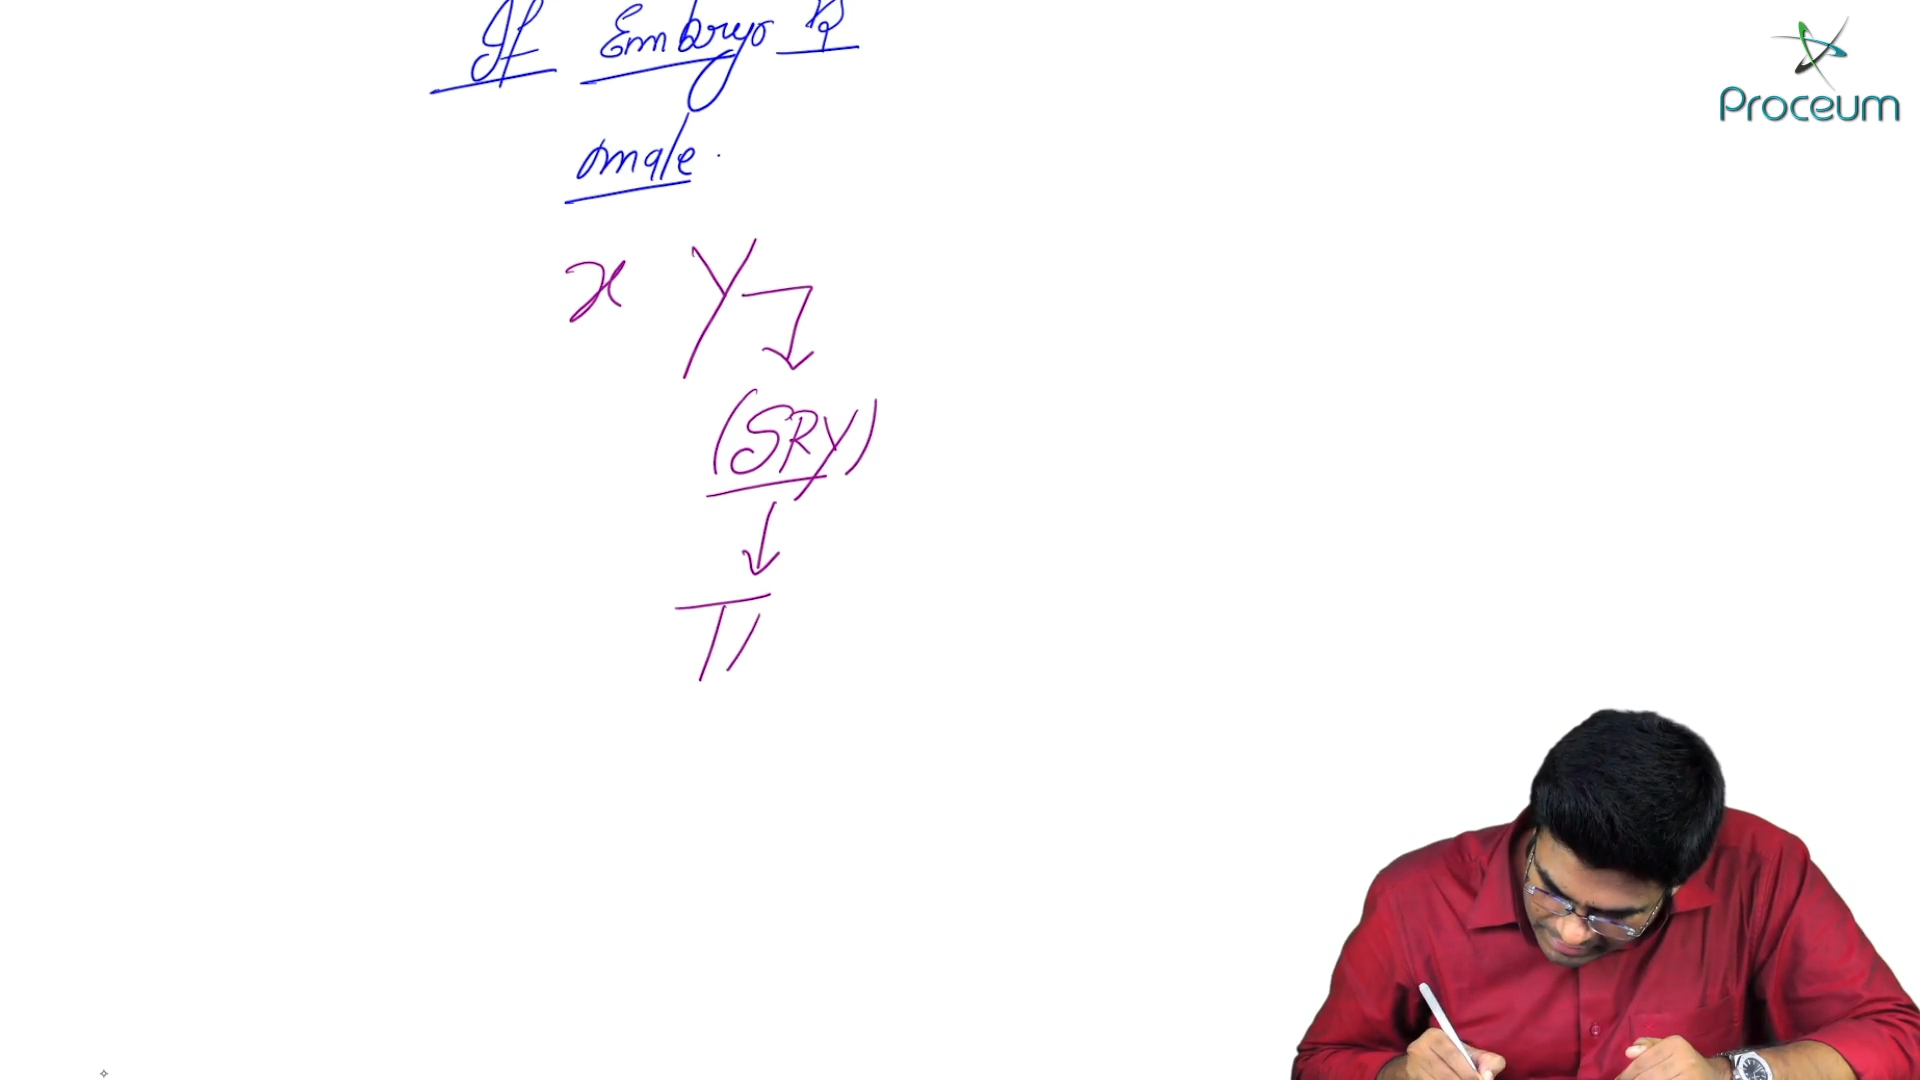 If Embryo is
male.
X Y
(SRY)
Proceum